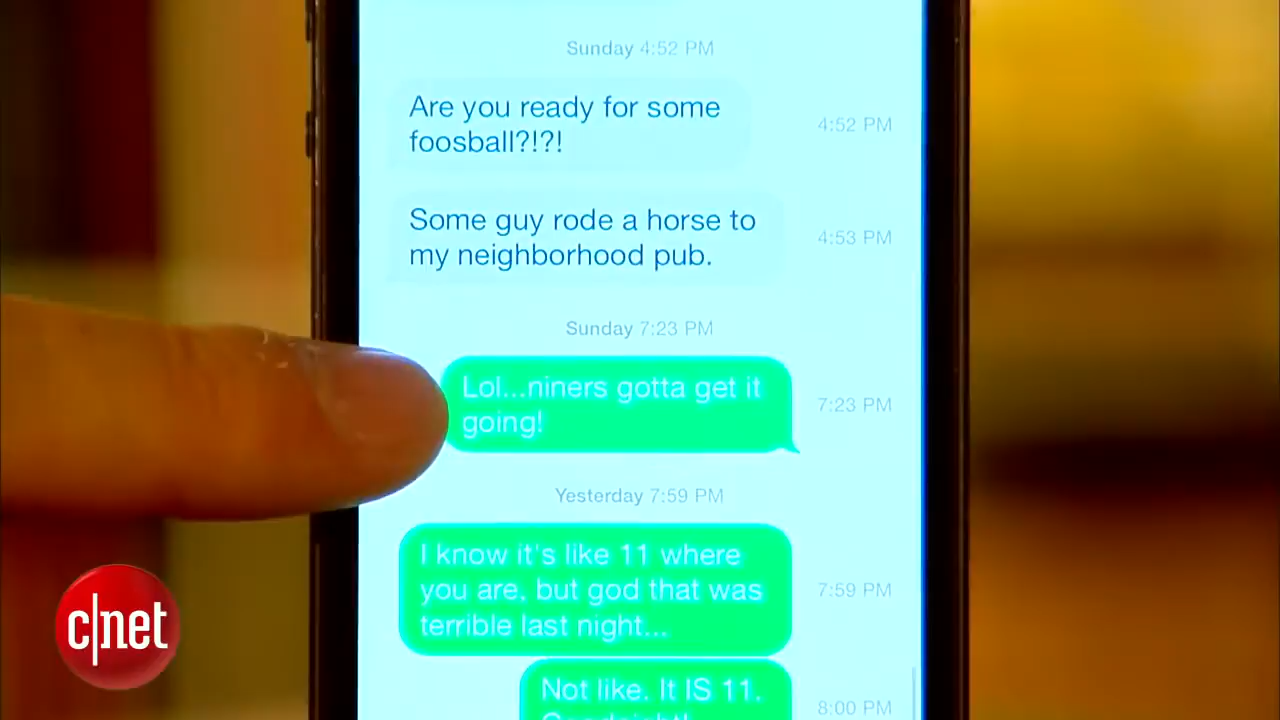 Sunday 4:52 PM
Are you ready for some
foosball?!?!
4:52 PM
Some guy rode a horse to
my neighborhood pub.
4:53 PM
Sunday 7:23 PM
Lol...niners gotta get it
going!
7:23 PM
Yesterday 7:59 PM
I know it's like 11 where
you are, but god that was
terrible last night...
7:59 PM
Not like. It IS 11.
Goodnight!
8:00 PM
c|net